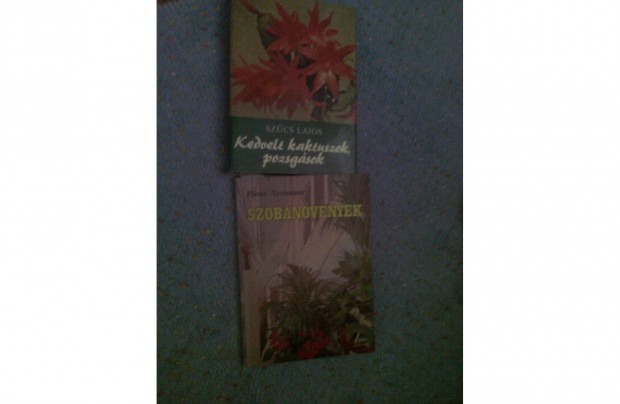 SZŰCS LAJOS
Kedvelt kaktuszok,
pozsgások
SZOBANÖVÉNYEK